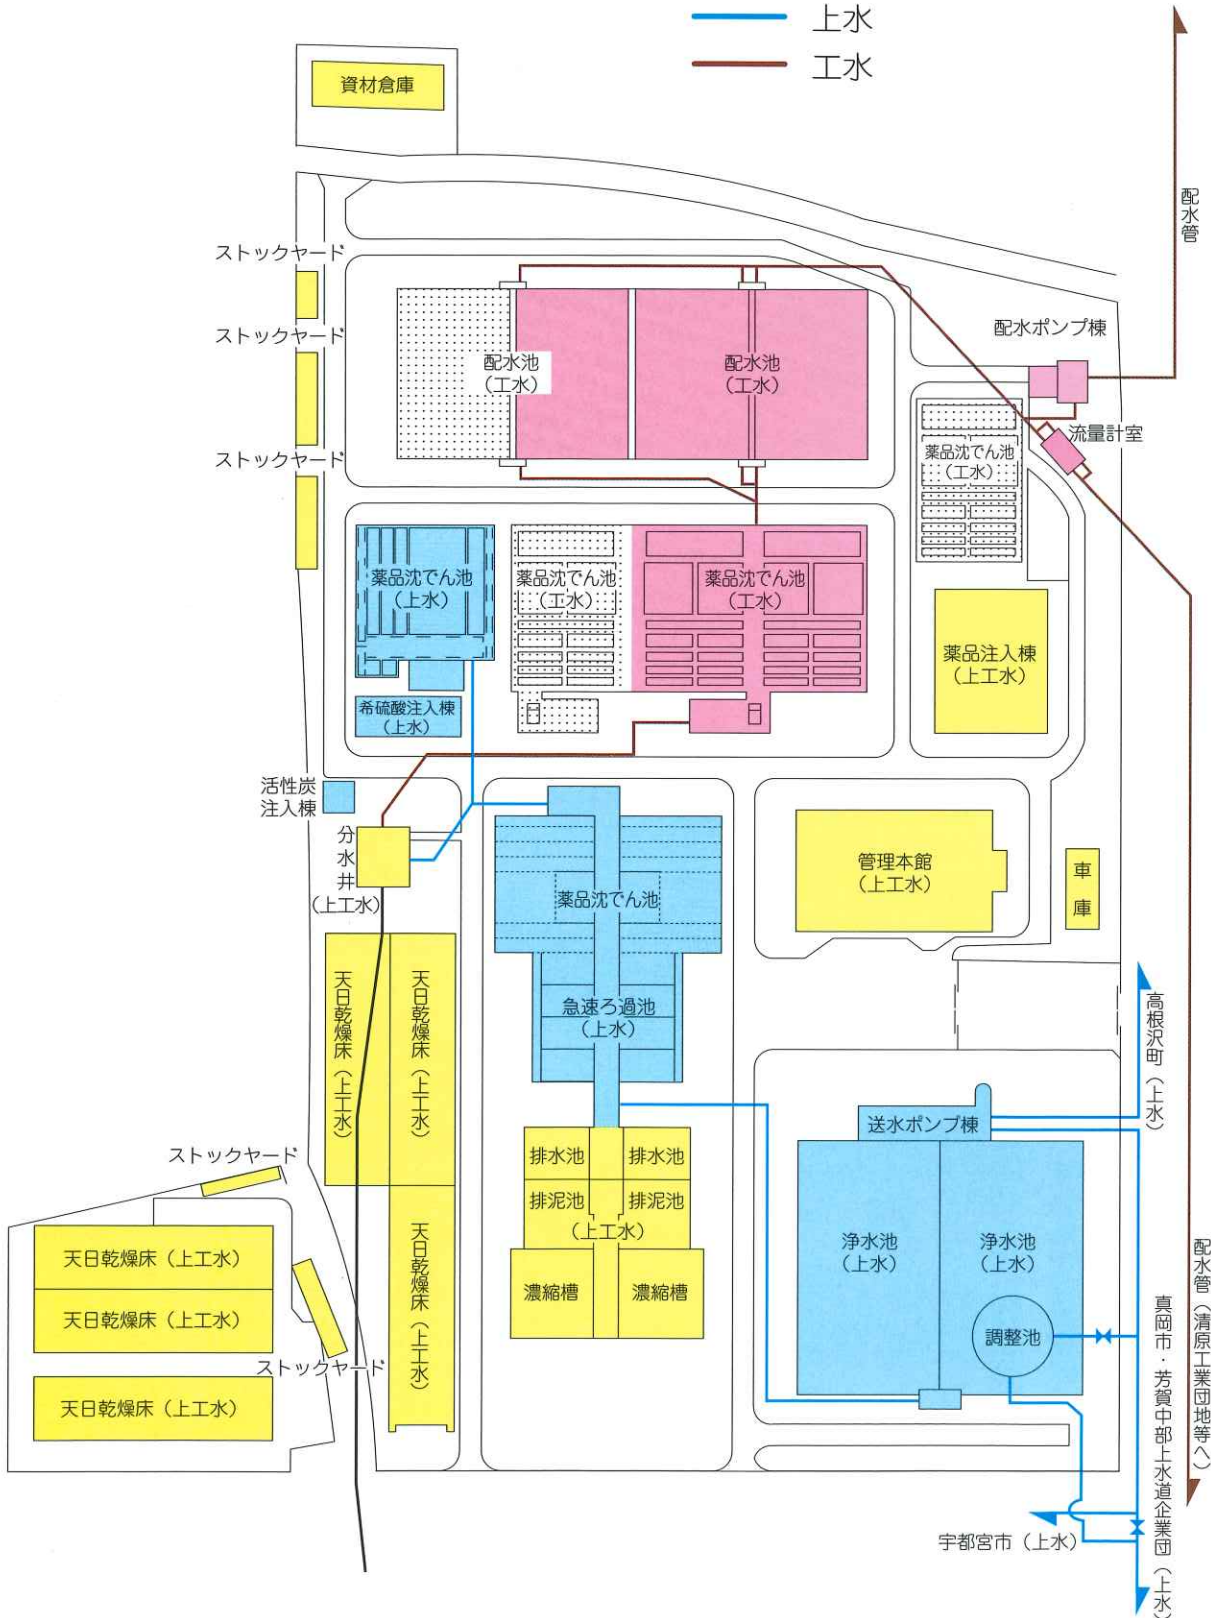 上水
工水
資材倉庫
配水管
ストックヤード
ストックヤード
ストックヤード
配水池
(工水)
配水池
(工水)
配水ポンプ棟
流量計室
薬品沈でん池
(工水)
薬品沈でん池
(上水)
薬品沈でん池
(工水)
薬品沈でん池
(工水)
希硫酸注入棟
(上水)
薬品注入棟
(上工水)
活性炭
注入棟
分水井
(上工水)
薬品沈でん池
急速ろ過池
(上水)
管理本館
(上工水)
車庫
天日乾燥床(上工水)
天日乾燥床(上工水)
天日乾燥床(上工水)
高根沢町(上水)
送水ポンプ棟
浄水池
(上水)
浄水池
(上水)
調整池
排水池
排水池
排泥池
排泥池
(上工水)
濃縮槽
濃縮槽
ストックヤード
天日乾燥床(上工水)
天日乾燥床(上工水)
ストックヤード
天日乾燥床(上工水)
配水管(清原工業団地等へ)
真岡市・芳賀中部上水道企業団(上水)
宇都宮市(上水)